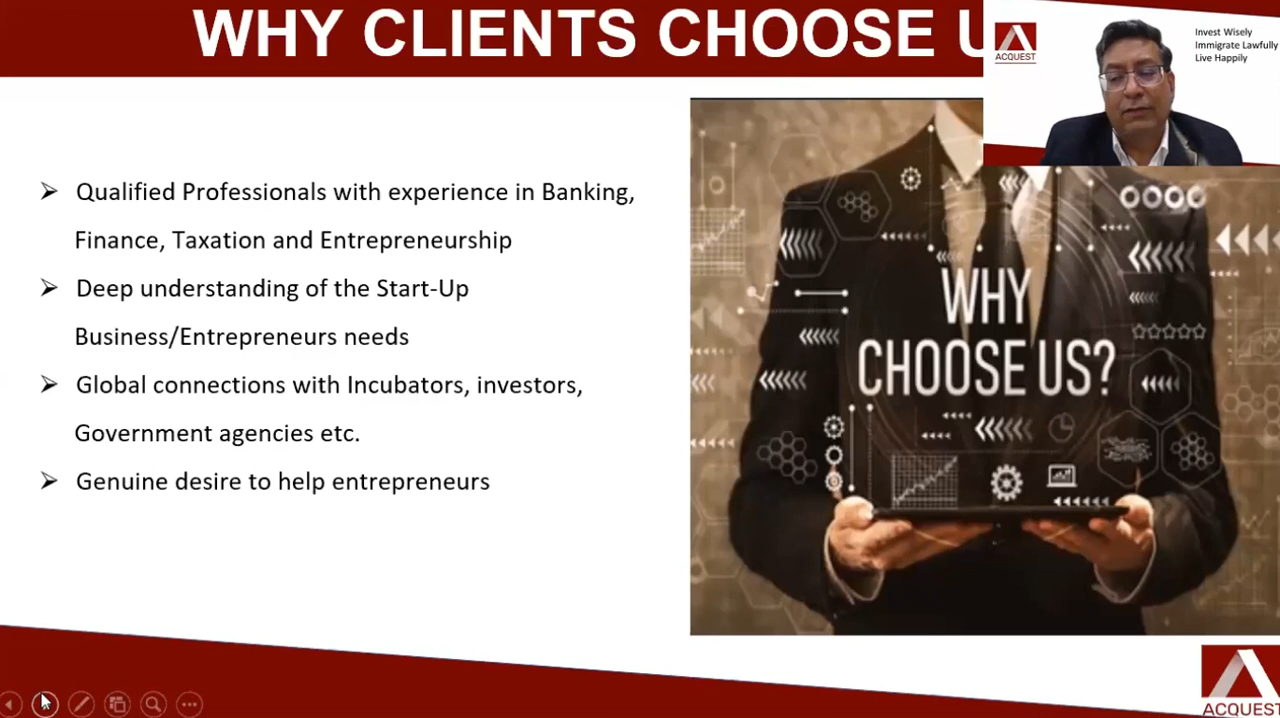 WHY CLIENTS CHOOSE U
ACQUEST
Invest Wisely
Immigrate Lawfully
Live Happily
➢ Qualified Professionals with experience in Banking,
Finance, Taxation and Entrepreneurship
➢ Deep understanding of the Start-Up
Business/Entrepreneurs needs
➢ Global connections with Incubators, investors,
Government agencies etc.
➢ Genuine desire to help entrepreneurs
WHY
CHOOSE US?
ACQUEST